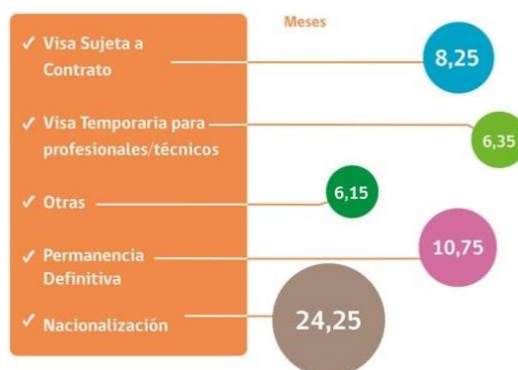 Meses
✓ Visa Sujeta a
Contrato
8,25
✓ Visa Temporaria para
profesionales/técnicos
6,35
✓ Otras
6,15
✓ Permanencia
Definitiva
10,75
✓ Nacionalización
24,25